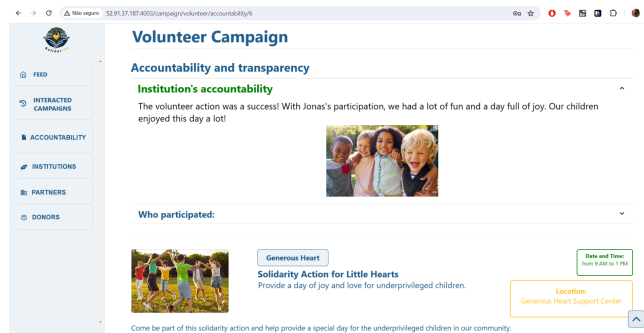 Não seguro
52.91.37.187:4003/campaign/volunteer/accountability/6
Solidarity
FEED
INTERACTED
CAMPAIGNS
ACCOUNTABILITY
INSTITUTIONS
PARTNERS
DONORS
Volunteer Campaign
Accountability and transparency
Institution's accountability
The volunteer action was a success! With Jonas's participation, we had a lot of fun and a day full of joy. Our children
enjoyed this day a lot!
Who participated:
Generous Heart
Solidarity Action for Little Hearts
Provide a day of joy and love for underprivileged children.
Date and Time:
from 9 AM to 1 PM
Location:
Generous Heart Support Center
Come be part of this solidarity action and help provide a special day for the underprivileged children in our community.